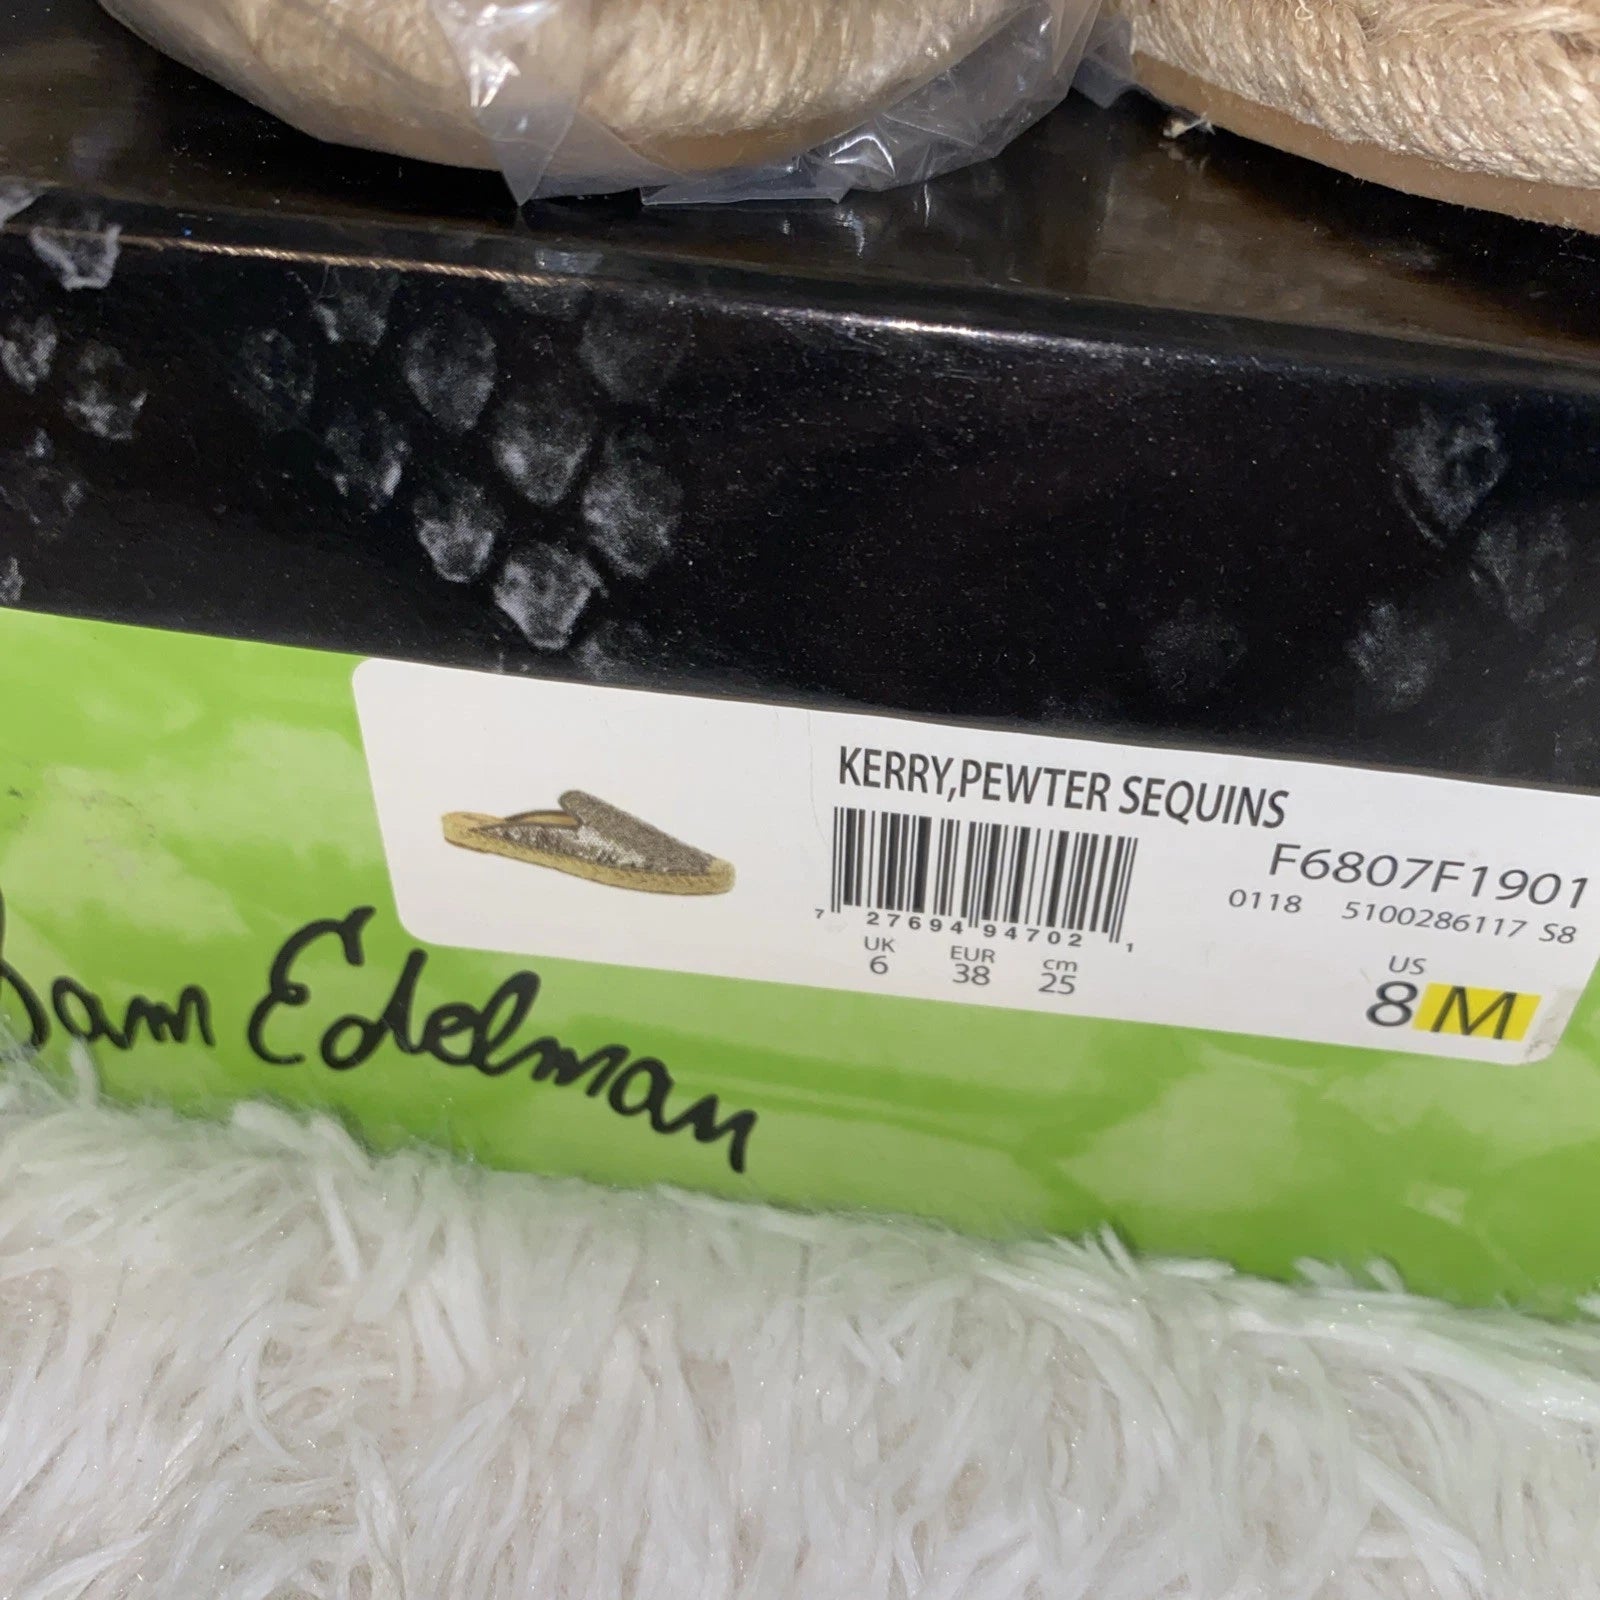 KERRY,PEWTER SEQUINS
F6807F1901
0118 5100286117 S8
7 27694 94702 1
UK EUR cm US
6 38 25 8 M
Sam Edelman